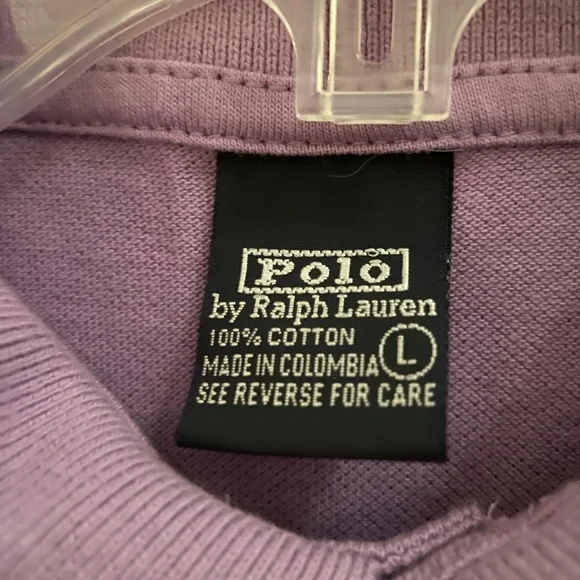 Polo
by Ralph Lauren
100% COTTON
MADE IN COLOMBIA L
SEE REVERSE FOR CARE